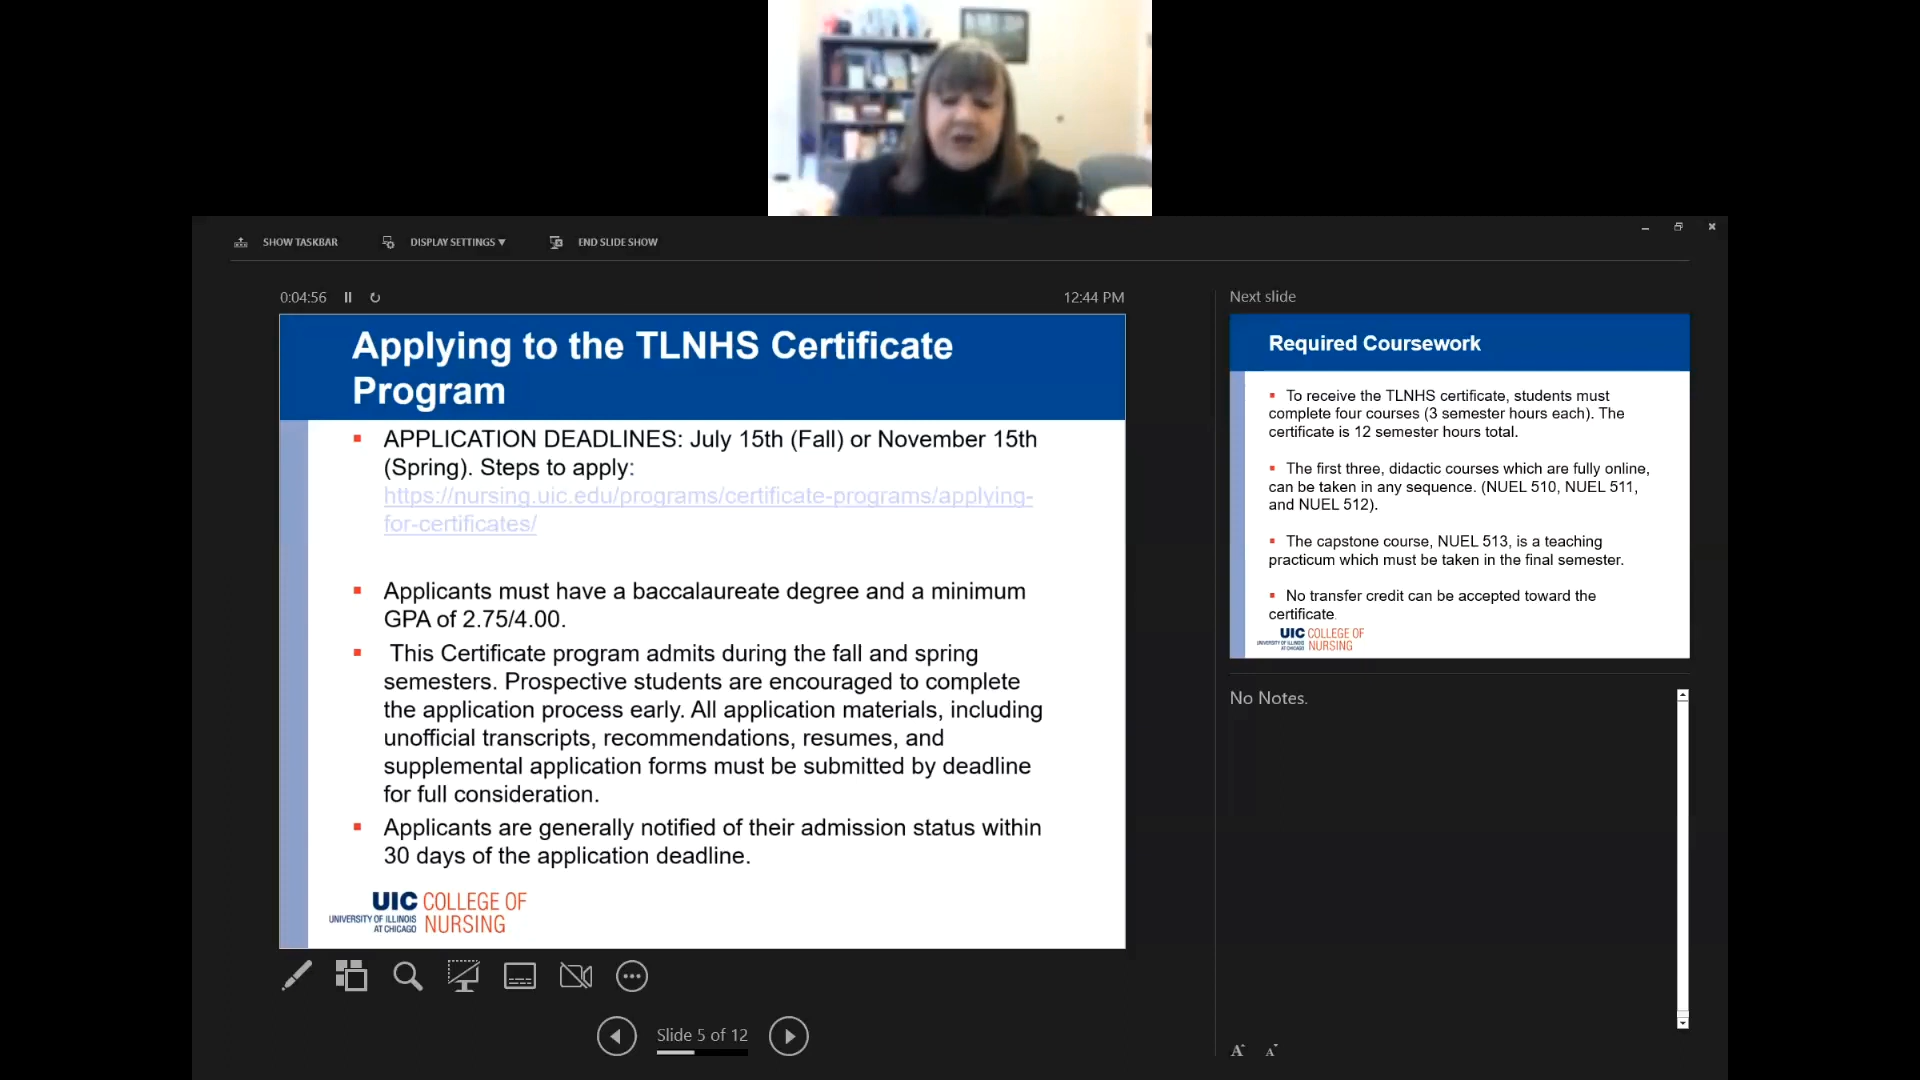 SHOW TASKBAR
DISPLAY SETTINGS ▼
END SLIDE SHOW
0:04:56
12:44 PM
Applying to the TLNHS Certificate
Program
▪ APPLICATION DEADLINES: July 15th (Fall) or November 15th
(Spring). Steps to apply:
https://nursing.uic.edu/programs/certificate-programs/applying-
for-certificates/
▪ Applicants must have a baccalaureate degree and a minimum
GPA of 2.75/4.00.
▪ This Certificate program admits during the fall and spring
semesters. Prospective students are encouraged to complete
the application process early. All application materials, including
unofficial transcripts, recommendations, resumes, and
supplemental application forms must be submitted by deadline
for full consideration.
▪ Applicants are generally notified of their admission status within
30 days of the application deadline.
UIC COLLEGE OF
UNIVERSITY OF ILLINOIS
AT CHICAGO NURSING
Slide 5 of 12
Next slide
Required Coursework
▪ To receive the TLNHS certificate, students must
complete four courses (3 semester hours each). The
certificate is 12 semester hours total.
▪ The first three, didactic courses which are fully online,
can be taken in any sequence. (NUEL 510, NUEL 511,
and NUEL 512).
▪ The capstone course, NUEL 513, is a teaching
practicum which must be taken in the final semester.
▪ No transfer credit can be accepted toward the
certificate.
UIC COLLEGE OF
UNIVERSITY OF ILLINOIS
AT CHICAGO NURSING
No Notes.
A A